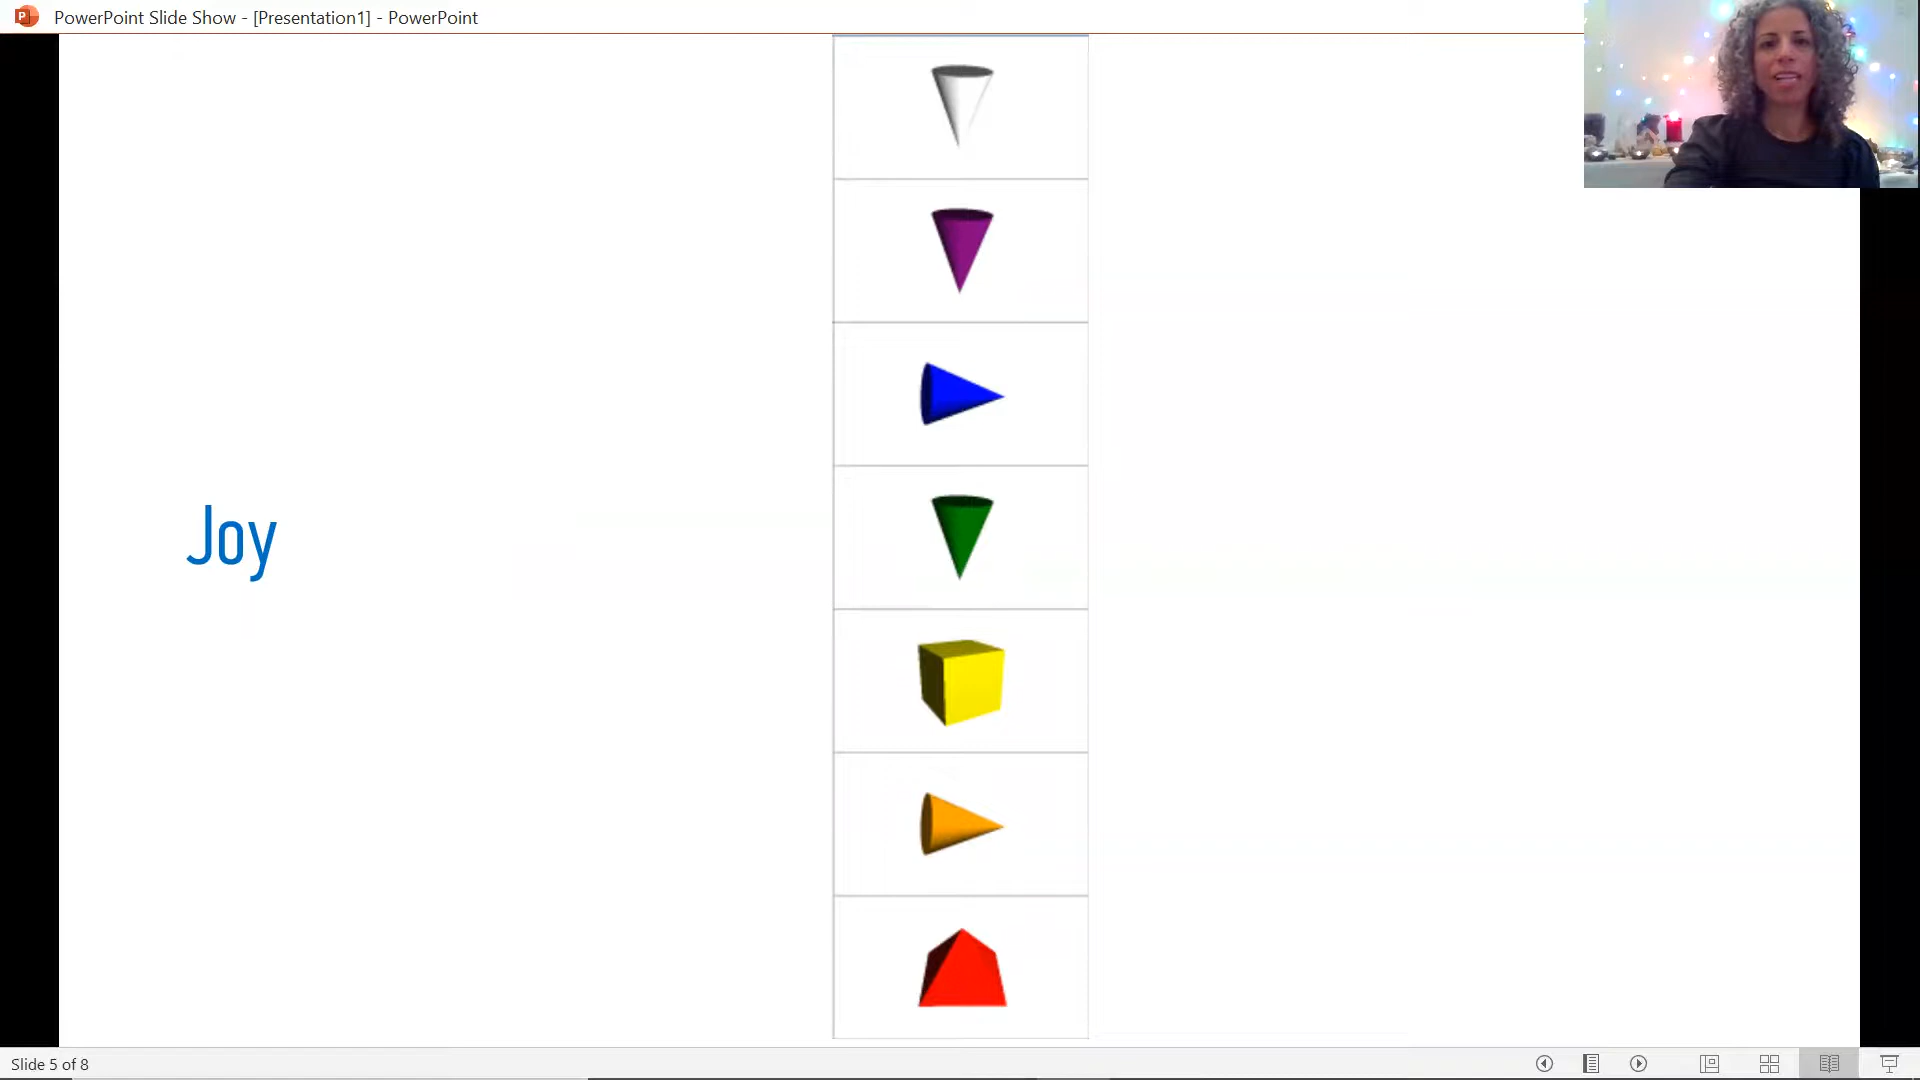 PowerPoint Slide Show - [Presentation1] - PowerPoint
Joy
Slide 5 of 8